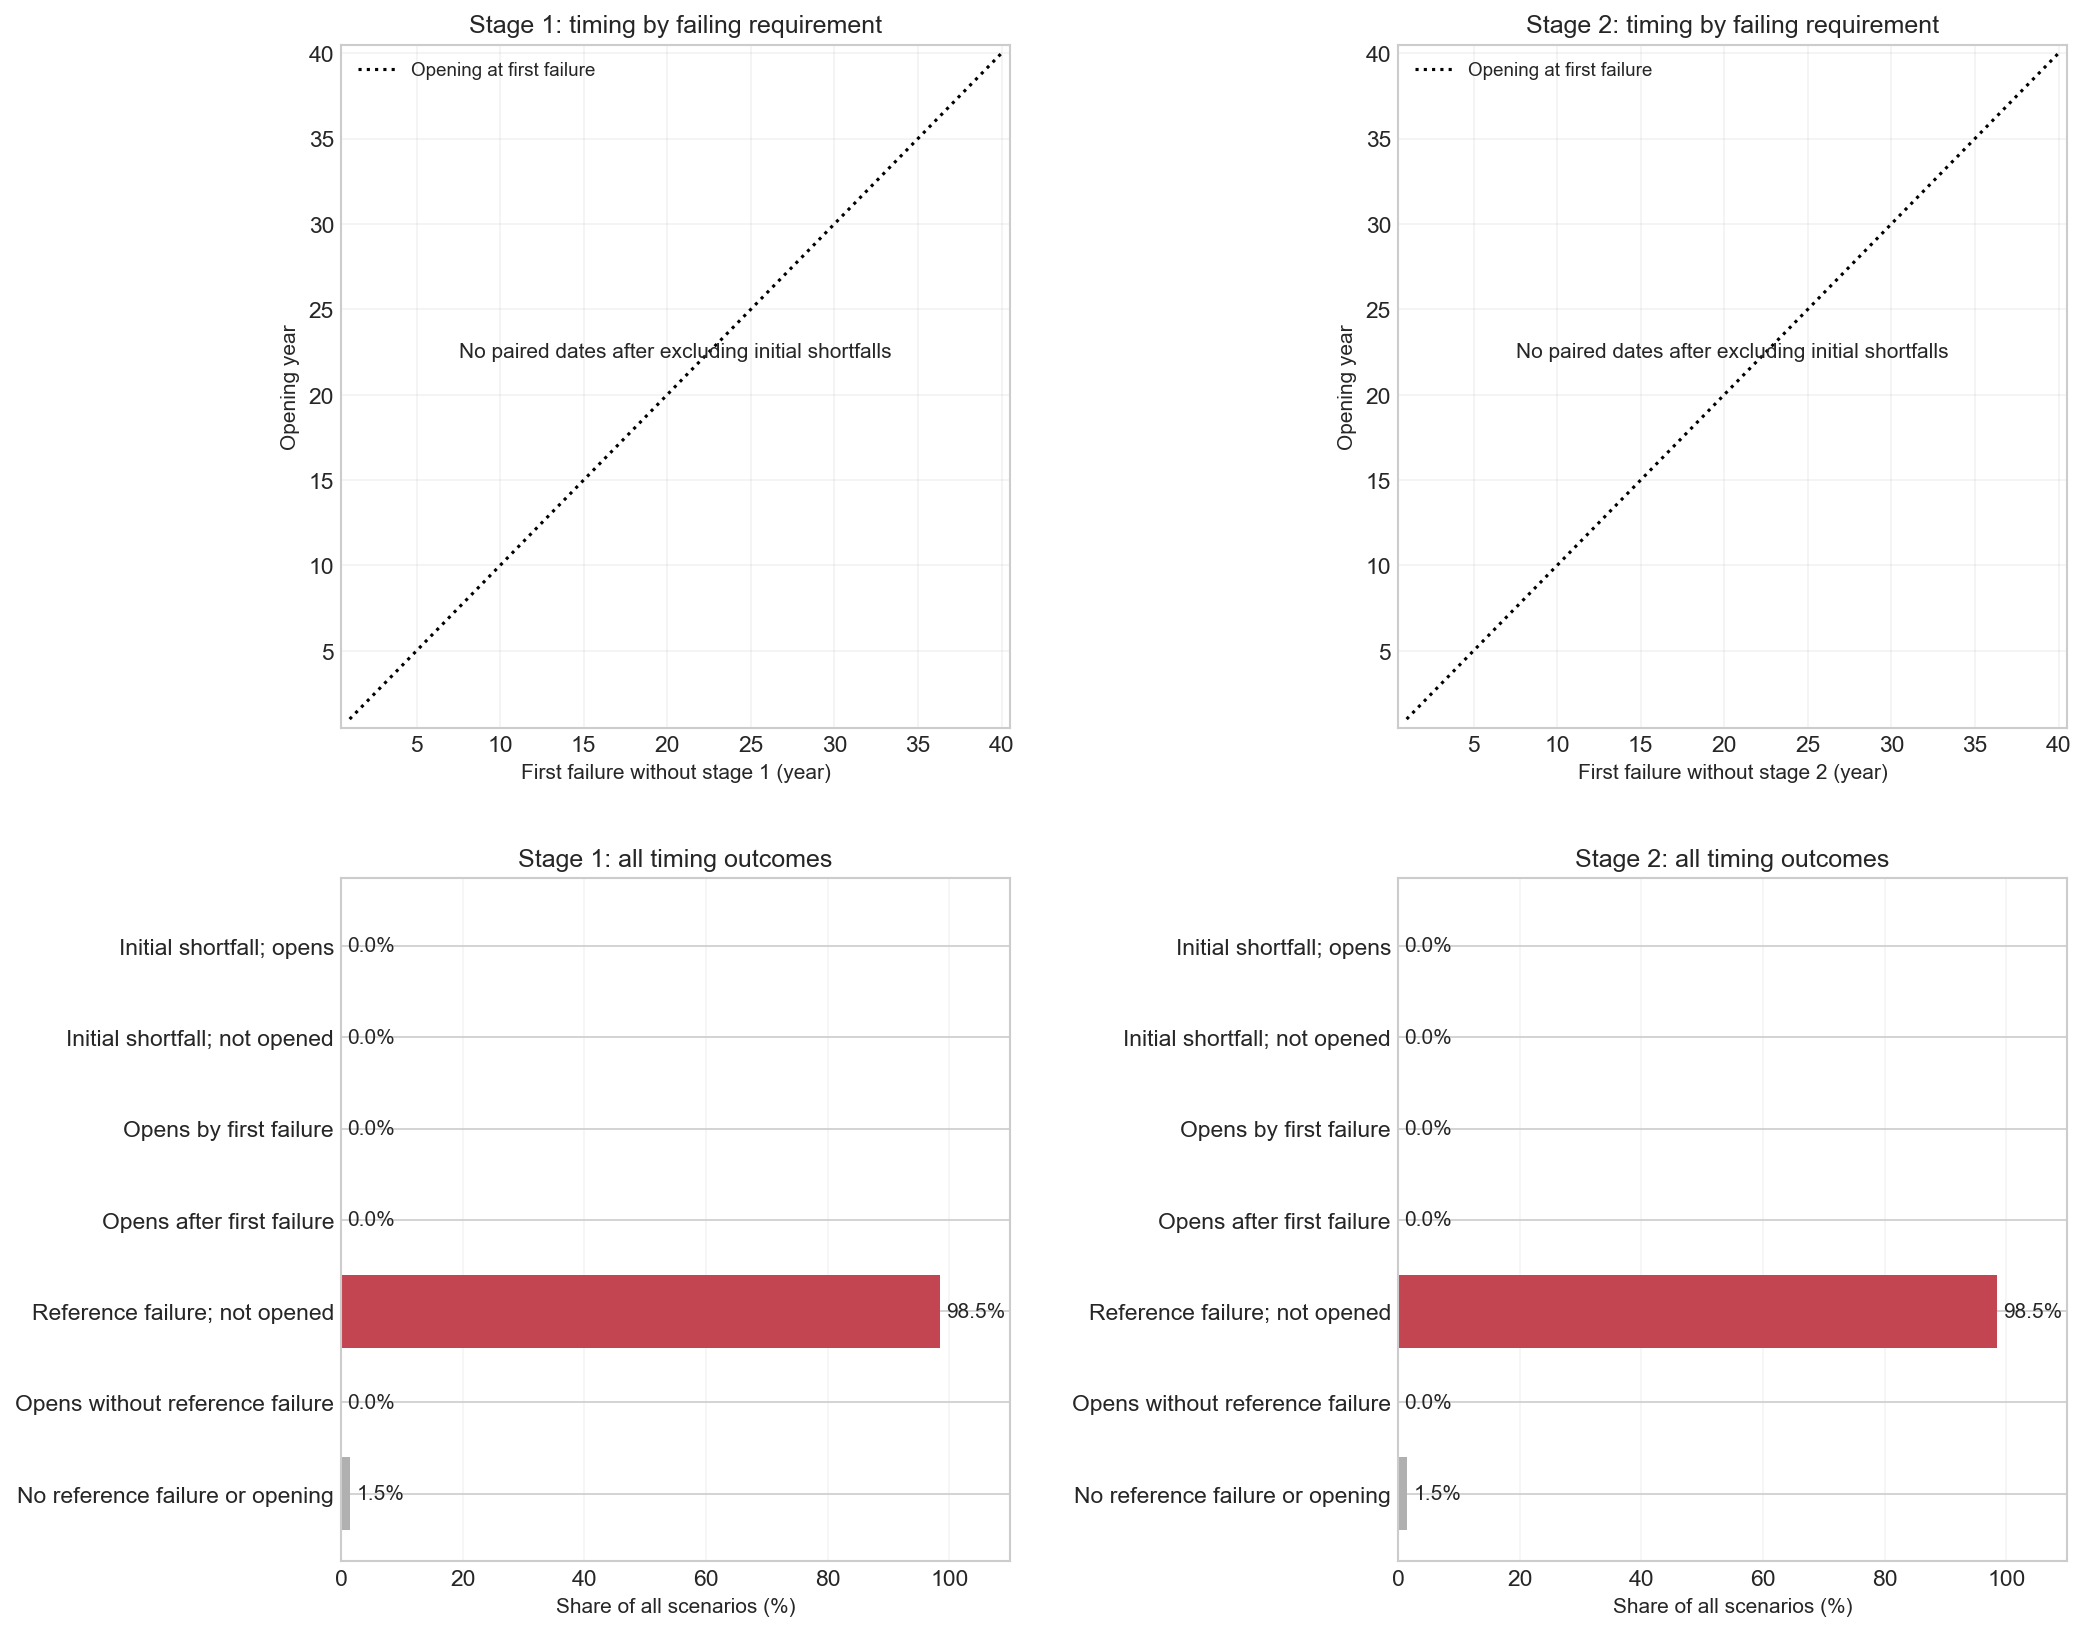 Stage 1: timing by failing requirement
Opening at first failure
No paired dates after excluding initial shortfalls
Opening year
40
35
30
25
20
15
10
5
5 10 15 20 25 30 35 40
First failure without stage 1 (year)
Stage 2: timing by failing requirement
Opening at first failure
No paired dates after excluding initial shortfalls
Opening year
40
35
30
25
20
15
10
5
5 10 15 20 25 30 35 40
First failure without stage 2 (year)
Stage 1: all timing outcomes
Initial shortfall; opens 0.0%
Initial shortfall; not opened 0.0%
Opens by first failure 0.0%
Opens after first failure 0.0%
Reference failure; not opened 98.5%
Opens without reference failure 0.0%
No reference failure or opening 1.5%
0 20 40 60 80 100
Share of all scenarios (%)
Stage 2: all timing outcomes
Initial shortfall; opens 0.0%
Initial shortfall; not opened 0.0%
Opens by first failure 0.0%
Opens after first failure 0.0%
Reference failure; not opened 98.5%
Opens without reference failure 0.0%
No reference failure or opening 1.5%
0 20 40 60 80 100
Share of all scenarios (%)